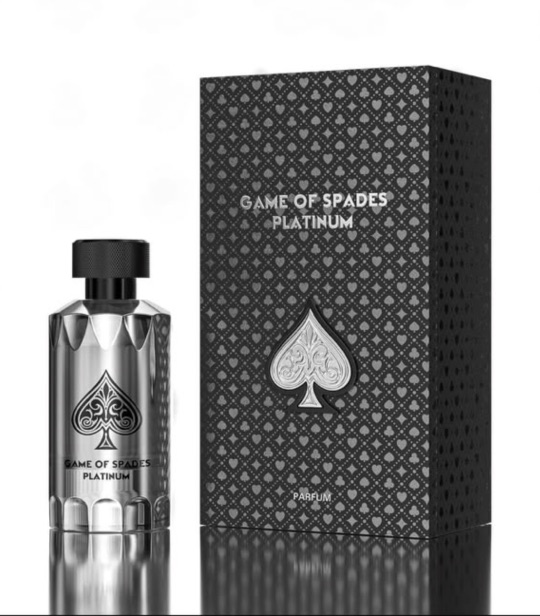 GAME OF SPADES
PLATINUM
PARFUM
GAME OF SPADES
PLATINUM